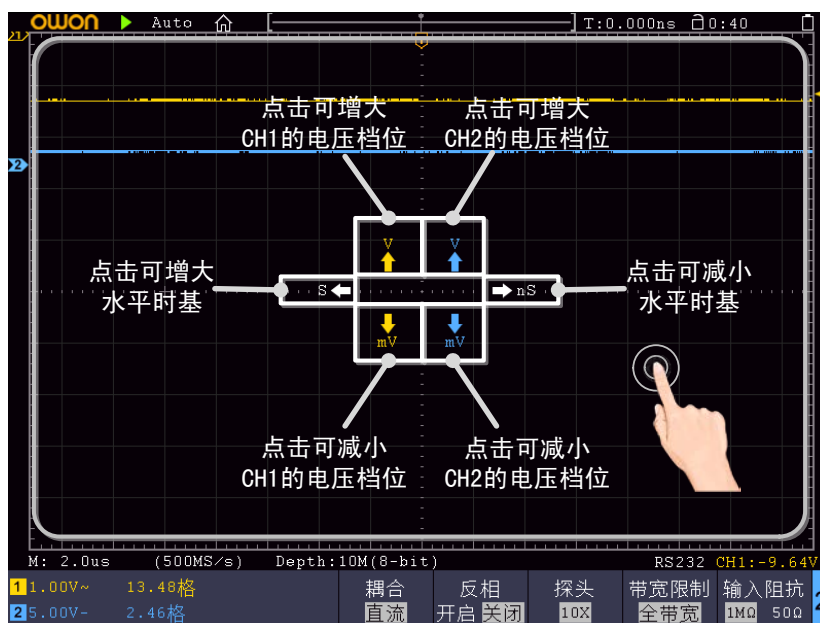 OWON Auto T:0.000ns 0:40
点击可增大
CH1的电压档位
点击可增大
CH2的电压档位
2
V V
点击可增大
水平时基
S nS
点击可减小
水平时基
mV mV
点击可减小
CH1的电压档位
点击可减小
CH2的电压档位
M: 2.0us (500MS/s) Depth:10M(8-bit) RS232 CH1:-9.64V
1 1.00V~ 13.48格 耦合 反相 探头 带宽限制 输入阻抗
2 5.00V- 2.46格 直流 开启 关闭 10X 全带宽 1MΩ 50Ω